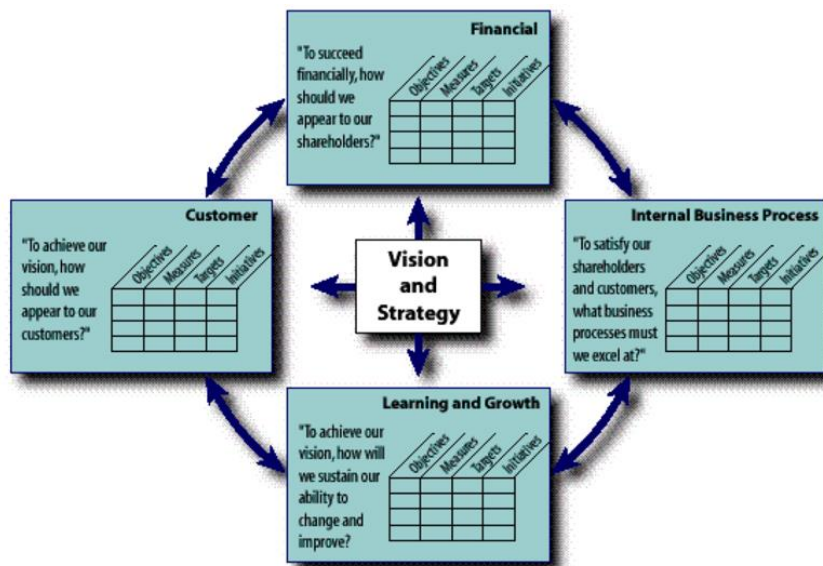 Financial
"To succeed
financially, how
should we
appear to our
shareholders?"
Objectives
Measures
Targets
Initiatives
Customer
"To achieve our
vision, how
should we
appear to our
customers?"
Objectives
Measures
Targets
Initiatives
Vision
and
Strategy
Internal Business Process
"To satisfy our
shareholders
and customers,
what business
processes must
we excel at?"
Objectives
Measures
Targets
Initiatives
Learning and Growth
"To achieve our
vision, how will
we sustain our
ability to
change and
improve?
Objectives
Measures
Targets
Initiatives